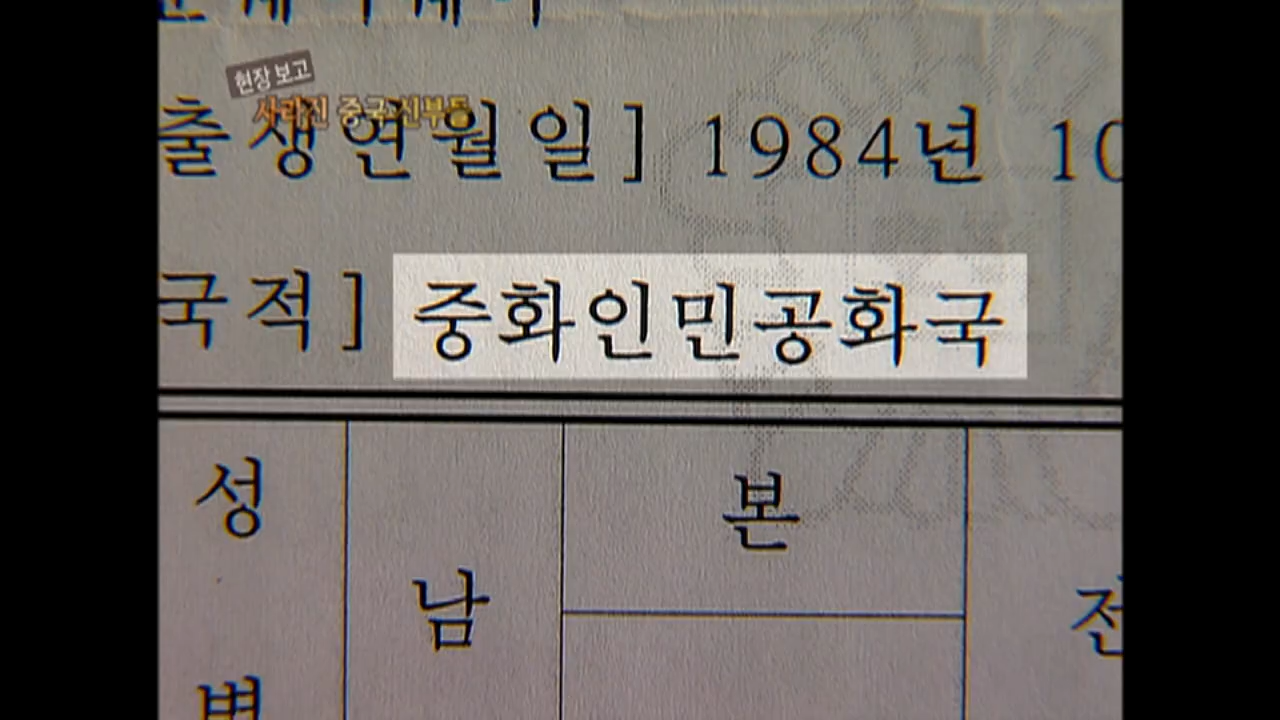 현장 보고
사라진 중국 신부들
출생연월일] 1984년 10
국적] 중화인민공화국
성 본
남 전
별